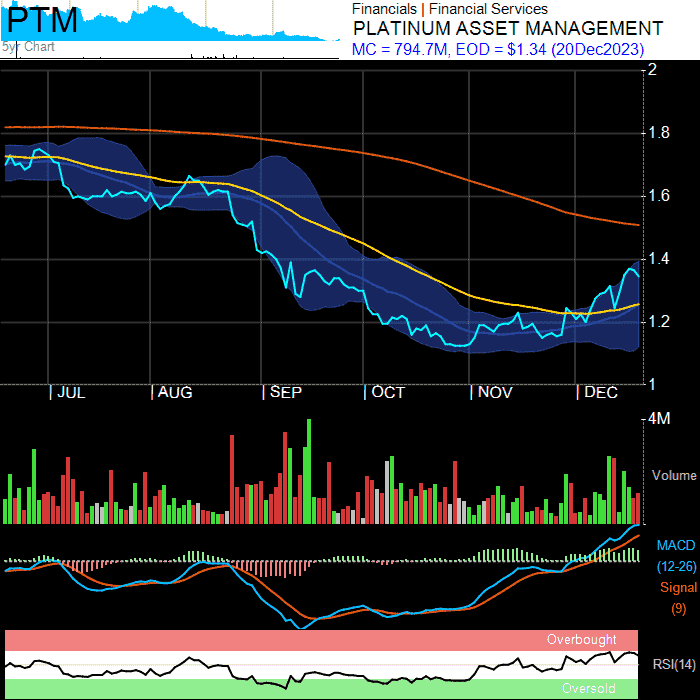 PTM
5yr Chart
Financials | Financial Services
PLATINUM ASSET MANAGEMENT
MC = 794.7M, EOD = $1.34 (20Dec2023)
2
1.8
1.6
1.4
1.2
1
| JUL | AUG | SEP | OCT | NOV | DEC
4M
Volume
MACD
(12-26)
Signal
(9)
Overbought
RSI(14)
Oversold